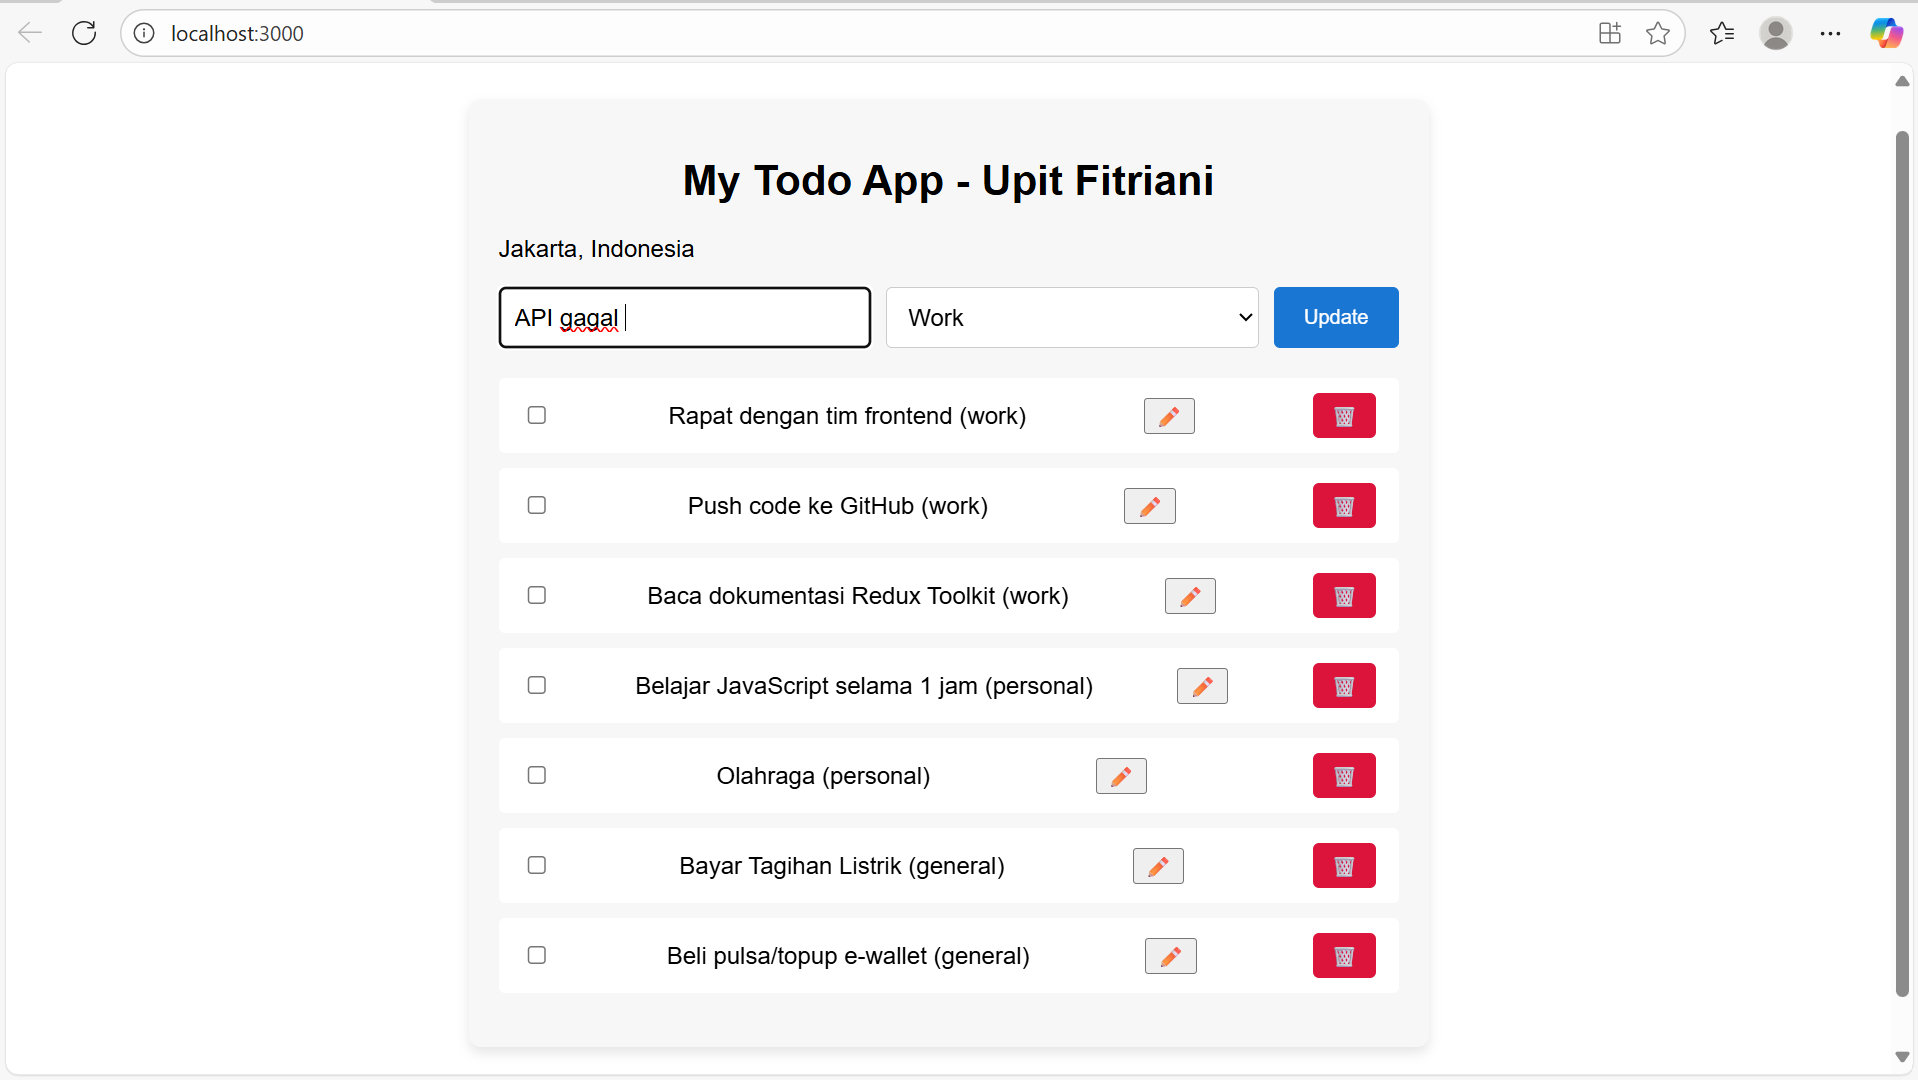 localhost:3000
My Todo App - Upit Fitriani
Jakarta, Indonesia
API gagal
Work
Update
Rapat dengan tim frontend (work)
Push code ke GitHub (work)
Baca dokumentasi Redux Toolkit (work)
Belajar JavaScript selama 1 jam (personal)
Olahraga (personal)
Bayar Tagihan Listrik (general)
Beli pulsa/topup e-wallet (general)